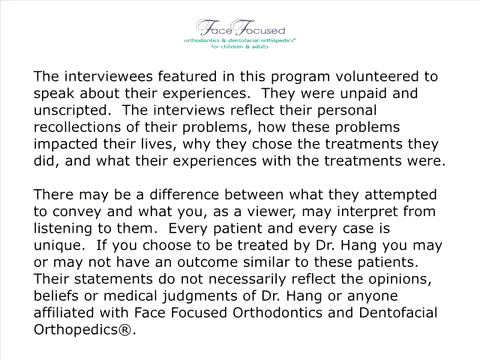 Face Focused
orthodontics & dentofacial orthopedics®
for children & adults
The interviewees featured in this program volunteered to
speak about their experiences.  They were unpaid and
unscripted.  The interviews reflect their personal
recollections of their problems, how these problems
impacted their lives, why they chose the treatments they
did, and what their experiences with the treatments were.
There may be a difference between what they attempted
to convey and what you, as a viewer, may interpret from
listening to them.  Every patient and every case is
unique.  If you choose to be treated by Dr. Hang you may
or may not have an outcome similar to these patients.
Their statements do not necessarily reflect the opinions,
beliefs or medical judgments of Dr. Hang or anyone
affiliated with Face Focused Orthodontics and Dentofacial
Orthopedics®.